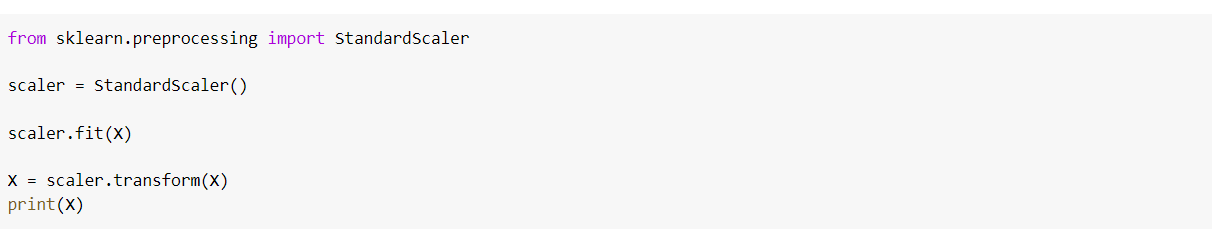 from sklearn.preprocessing import StandardScaler
scaler = StandardScaler()
scaler.fit(X)
X = scaler.transform(X)
print(X)